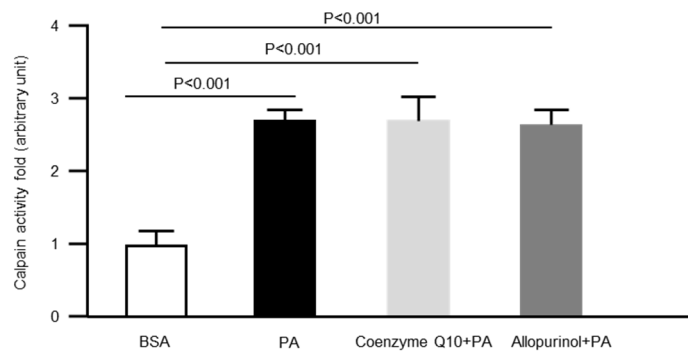 P<0.001
P<0.001
P<0.001
Calpain activity fold (arbitrary unit)
4
3
2
1
0
BSA
PA
Coenzyme Q10+PA
Allopurinol+PA